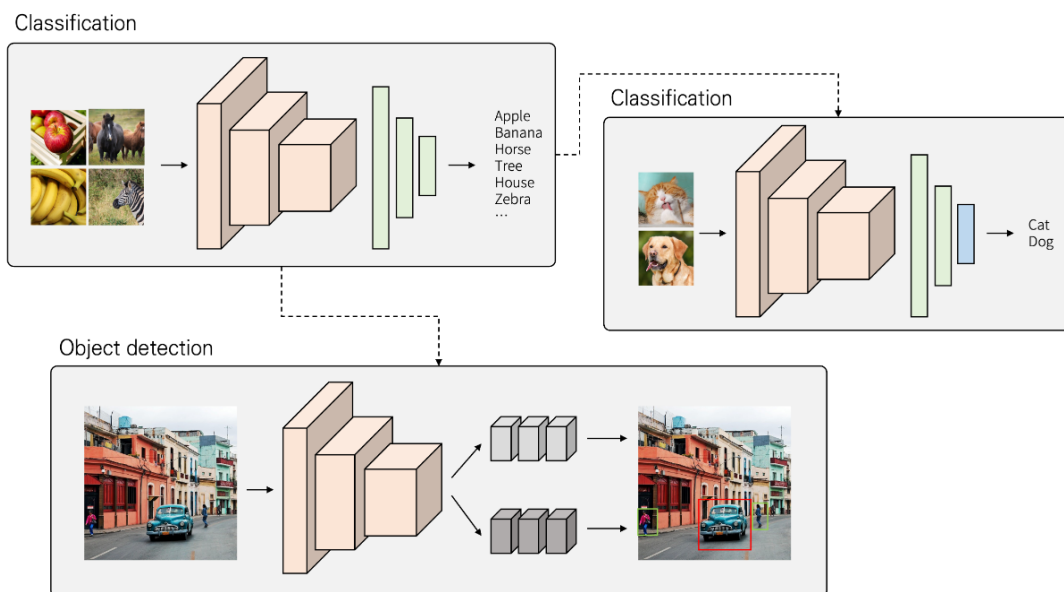 Classification
Apple
Banana
Horse
Tree
House
Zebra
...
Classification
Cat
Dog
Object detection